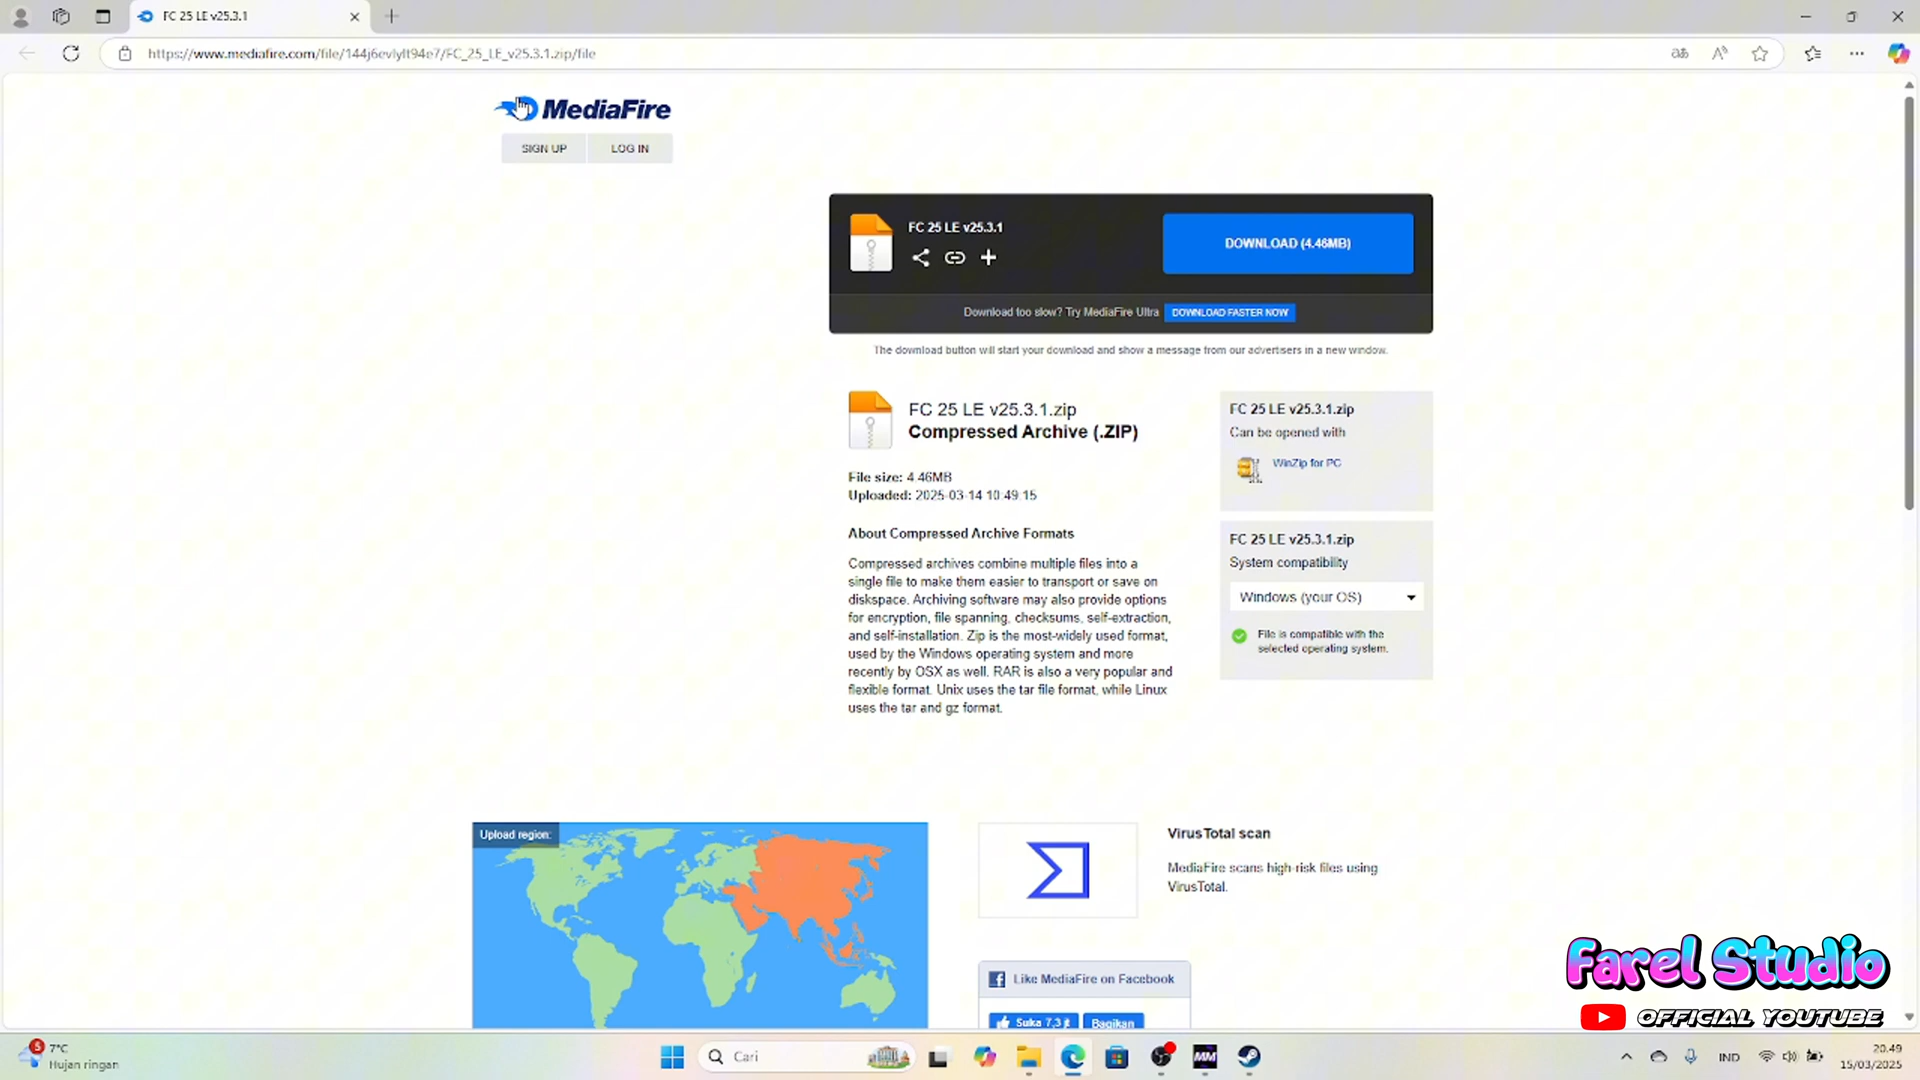 FC 25 LE v25.3.1
https://www.mediafire.com/file/144j6evlylt94e7/FC_25_LE_v25.3.1.zip/file
MediaFire
SIGN UP
LOG IN
FC 25 LE v25.3.1
DOWNLOAD (4.46MB)
Download too slow? Try MediaFire Ultra
DOWNLOAD FASTER NOW
The download button will start your download and show a message from our advertisers in a new window.
FC 25 LE v25.3.1.zip
Compressed Archive (.ZIP)
File size: 4.46MB
Uploaded: 2025-03-14 10:49:15
About Compressed Archive Formats
Compressed archives combine multiple files into a
single file to make them easier to transport or save on
diskspace. Archiving software may also provide options
for encryption, file spanning, checksums, self-extraction,
and self-installation. Zip is the most-widely used format,
used by the Windows operating system and more
recently by OSX as well. RAR is also a very popular and
flexible format. Unix uses the tar file format, while Linux
uses the tar and gz format.
FC 25 LE v25.3.1.zip
Can be opened with
WinZip for PC
FC 25 LE v25.3.1.zip
System compatibility
Windows (your OS)
File is compatible with the
selected operating system.
Upload region:
VirusTotal scan
MediaFire scans high-risk files using
VirusTotal.
Like MediaFire on Facebook
Suka 7,3 jt
Bagikan
Farel Studio
OFFICIAL YOUTUBE
5
7°C
Hujan ringan
Cari
MM
IND
20.49
15/03/2025